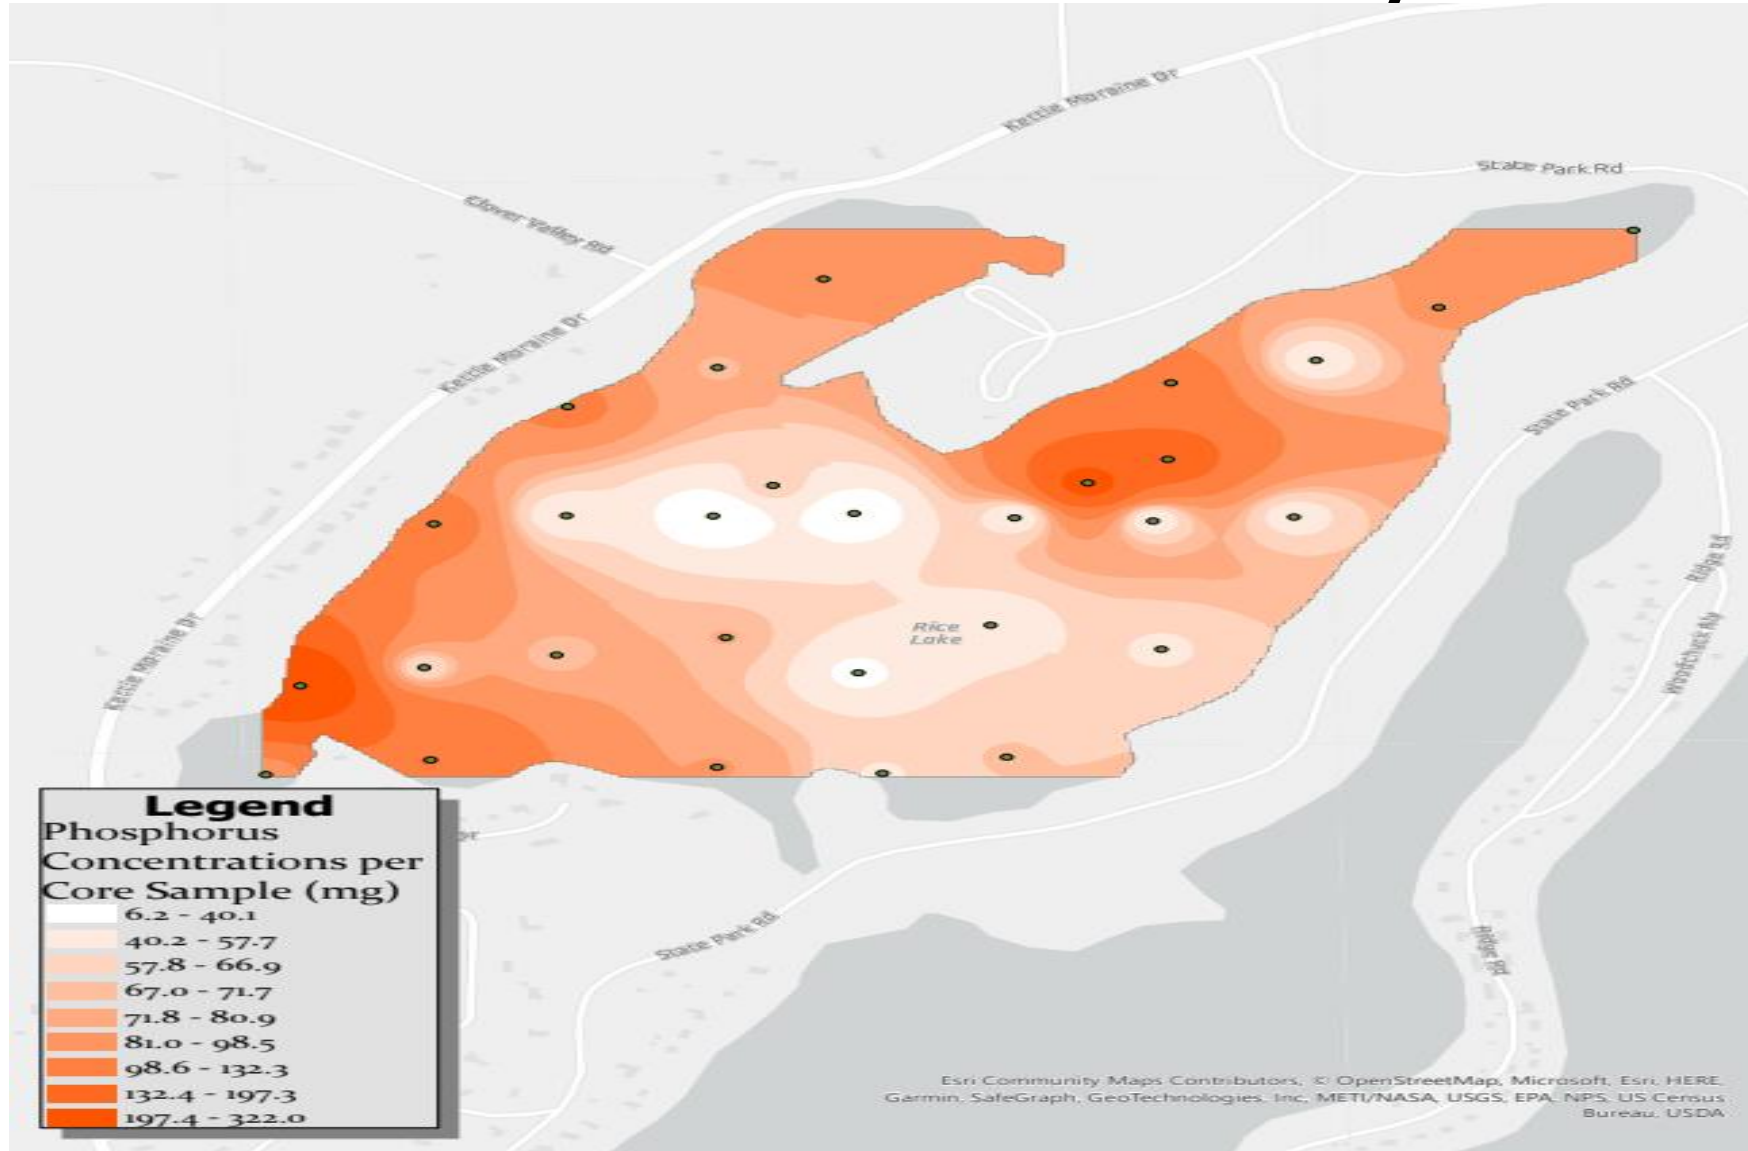 Kettle Moraine Dr
State Park Rd
Clover Valley Rd
Kettle Moraine Dr
State Park Rd
Ridge Rd
Rice
Lake
Woodchuck Aly
Kettle Moraine Dr
Dr
State Park Rd
Ridge Rd
Legend
Phosphorus
Concentrations per
Core Sample (mg)
6.2 - 40.1
40.2 - 57.7
57.8 - 66.9
67.0 - 71.7
71.8 - 80.9
81.0 - 98.5
98.6 - 132.3
132.4 - 197.3
197.4 - 322.0
Esri Community Maps Contributors, © OpenStreetMap, Microsoft, Esri, HERE,
Garmin, SafeGraph, GeoTechnologies, Inc, METI/NASA, USGS, EPA, NPS, US Census
Bureau, USDA